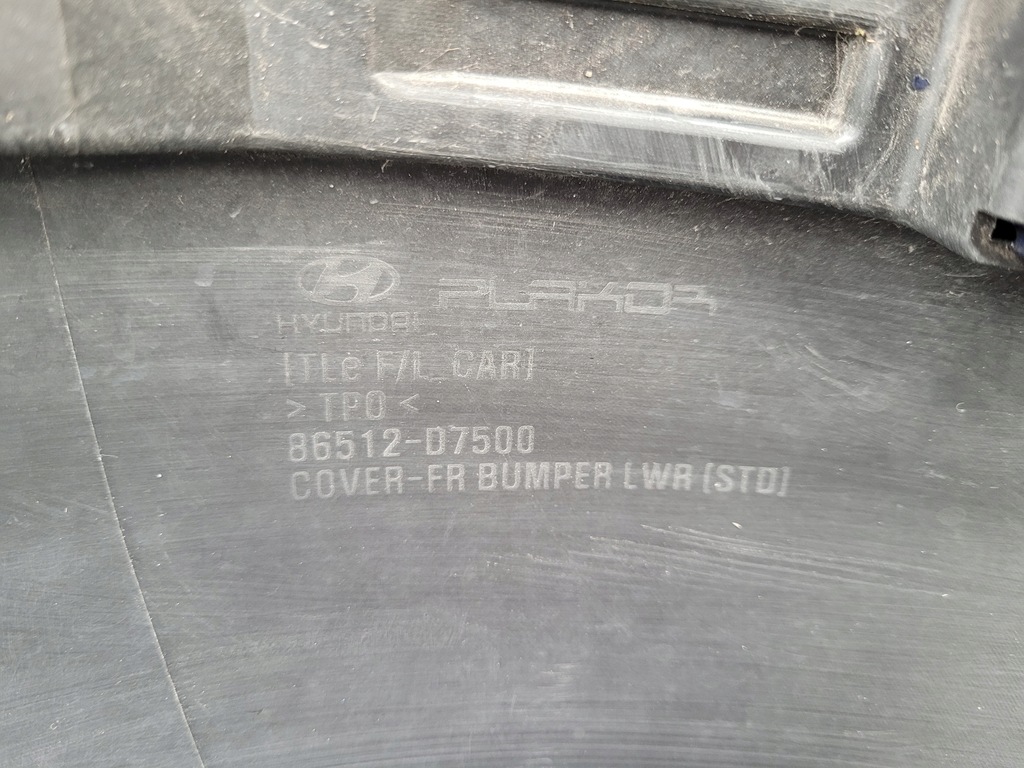 PLAKOR
HYUNDAI
[TLe F/L CAR]
> TPO <
86512-D7500
COVER-FR BUMPER LWR (STD)